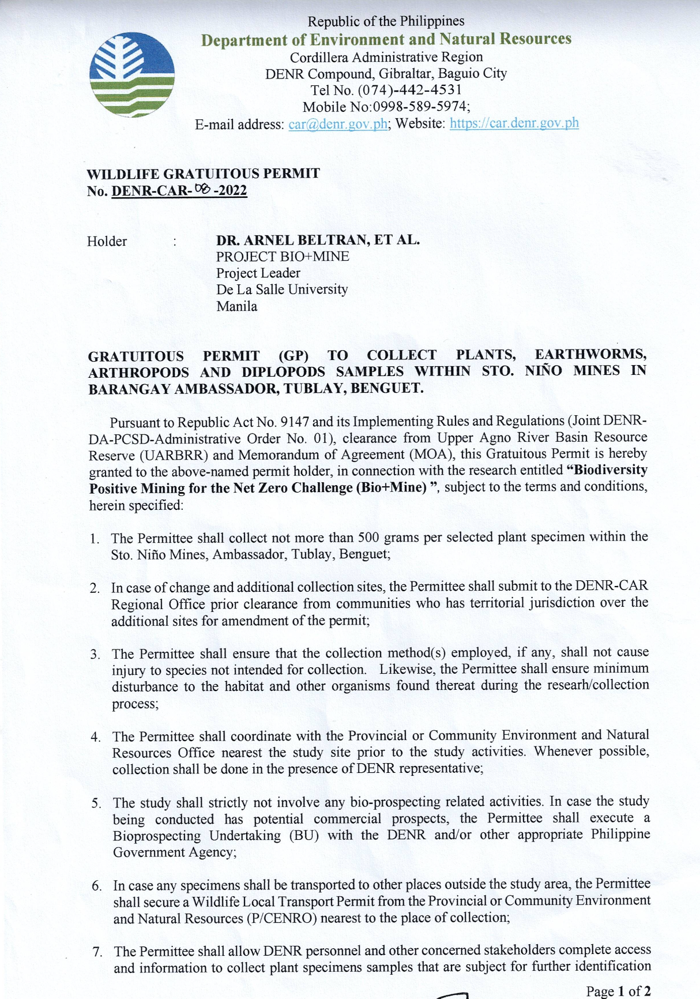 Republic of the Philippines
Department of Environment and Natural Resources
Cordillera Administrative Region
DENR Compound, Gibraltar, Baguio City
Tel No. (074)-442-4531
Mobile No:0998-589-5974;
E-mail address: car@denr.gov.ph; Website: https://car.denr.gov.ph
WILDLIFE GRATUITOUS PERMIT
No. DENR-CAR-08-2022
Holder : DR. ARNEL BELTRAN, ET AL.
PROJECT BIO+MINE
Project Leader
De La Salle University
Manila
GRATUITOUS PERMIT (GP) TO COLLECT PLANTS, EARTHWORMS,
ARTHROPODS AND DIPLOPODS SAMPLES WITHIN STO. NIÑO MINES IN
BARANGAY AMBASSADOR, TUBLAY, BENGUET.
Pursuant to Republic Act No. 9147 and its Implementing Rules and Regulations (Joint DENR-
DA-PCSD-Administrative Order No. 01), clearance from Upper Agno River Basin Resource
Reserve (UARBRR) and Memorandum of Agreement (MOA), this Gratuitous Permit is hereby
granted to the above-named permit holder, in connection with the research entitled “Biodiversity
Positive Mining for the Net Zero Challenge (Bio+Mine) ”, subject to the terms and conditions,
herein specified:
1. The Permittee shall collect not more than 500 grams per selected plant specimen within the
Sto. Niño Mines, Ambassador, Tublay, Benguet;
2. In case of change and additional collection sites, the Permittee shall submit to the DENR-CAR
Regional Office prior clearance from communities who has territorial jurisdiction over the
additional sites for amendment of the permit;
3. The Permittee shall ensure that the collection method(s) employed, if any, shall not cause
injury to species not intended for collection. Likewise, the Permittee shall ensure minimum
disturbance to the habitat and other organisms found thereat during the researh/collection
process;
4. The Permittee shall coordinate with the Provincial or Community Environment and Natural
Resources Office nearest the study site prior to the study activities. Whenever possible,
collection shall be done in the presence of DENR representative;
5. The study shall strictly not involve any bio-prospecting related activities. In case the study
being conducted has potential commercial prospects, the Permittee shall execute a
Bioprospecting Undertaking (BU) with the DENR and/or other appropriate Philippine
Government Agency;
6. In case any specimens shall be transported to other places outside the study area, the Permittee
shall secure a Wildlife Local Transport Permit from the Provincial or Community Environment
and Natural Resources (P/CENRO) nearest to the place of collection;
7. The Permittee shall allow DENR personnel and other concerned stakeholders complete access
and information to collect plant specimens samples that are subject for further identification
Page 1 of 2